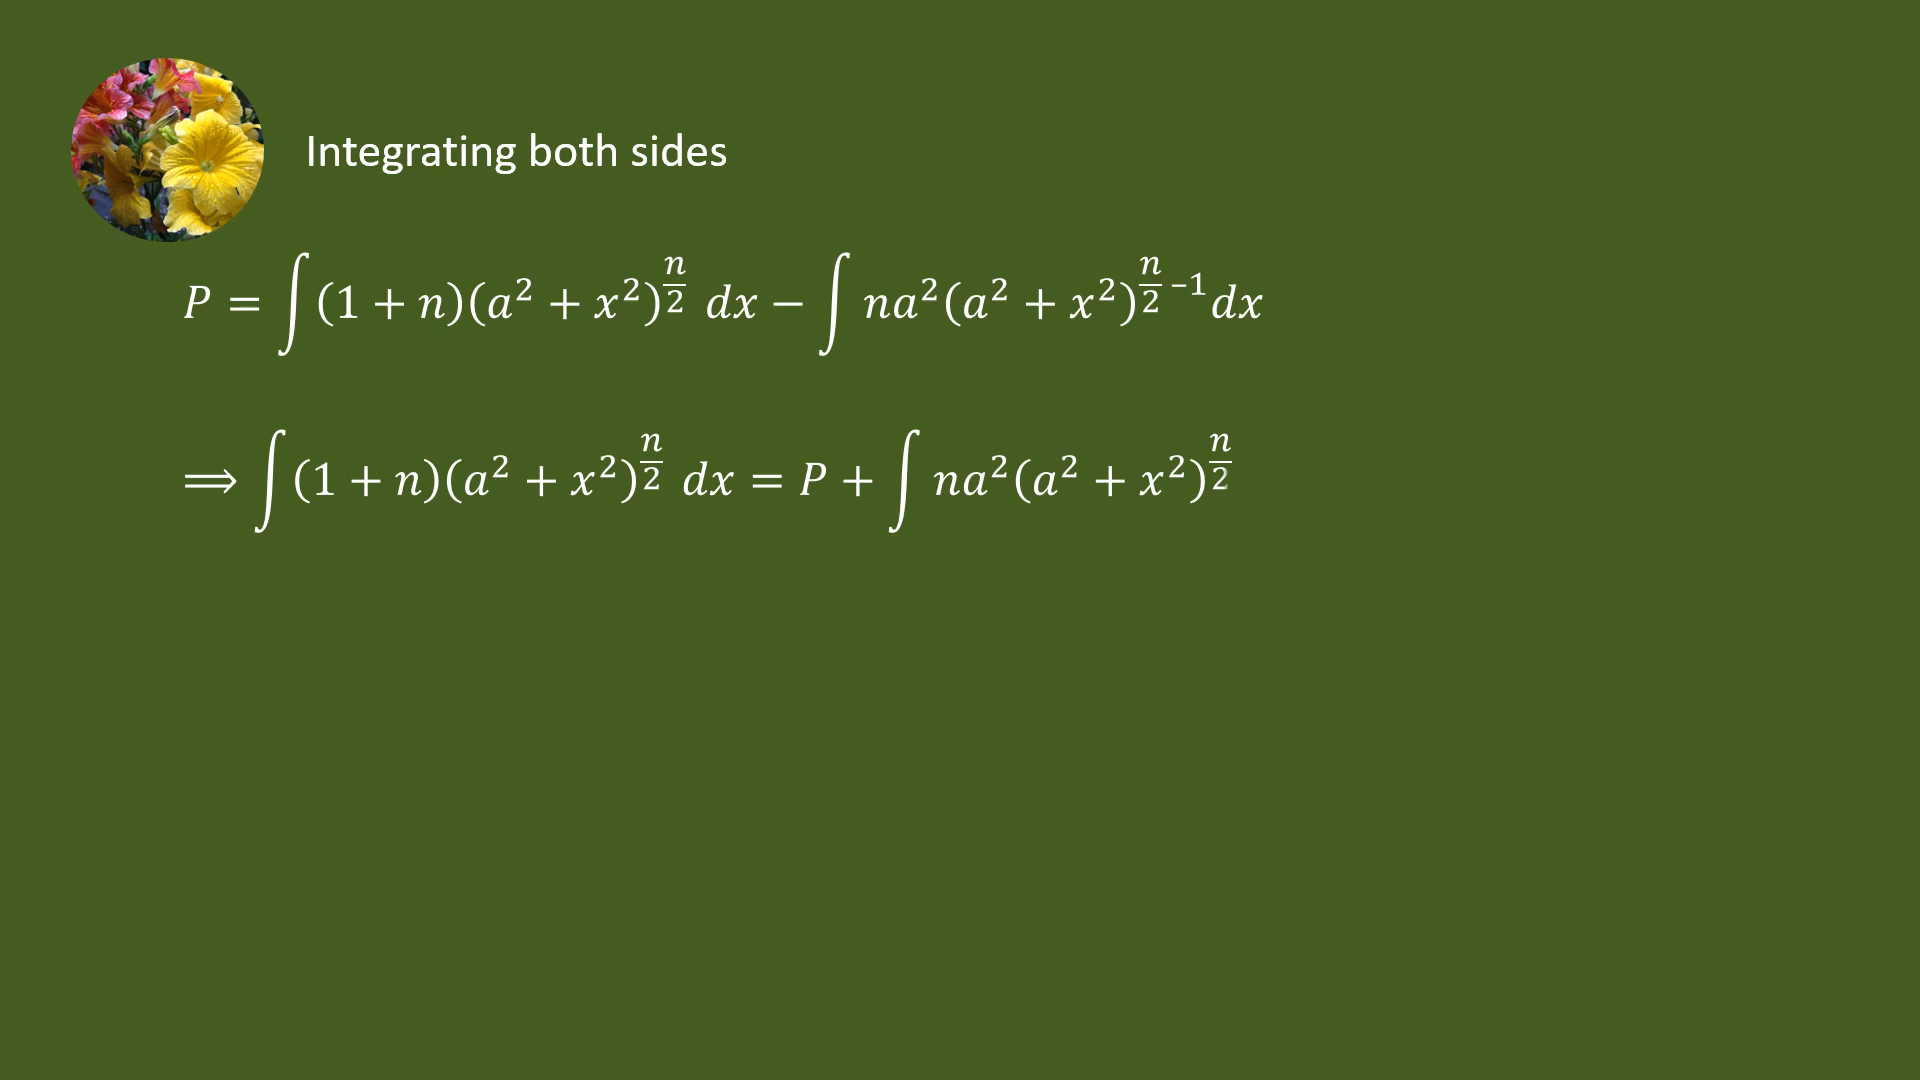 Integrating both sides
P = ∫(1 + n)(a² + x²)^{n/2} dx − ∫ na²(a² + x²)^{n/2 −1}dx
⟹ ∫(1 + n)(a² + x²)^{n/2} dx = P + ∫ na²(a² + x²)^{n/2}